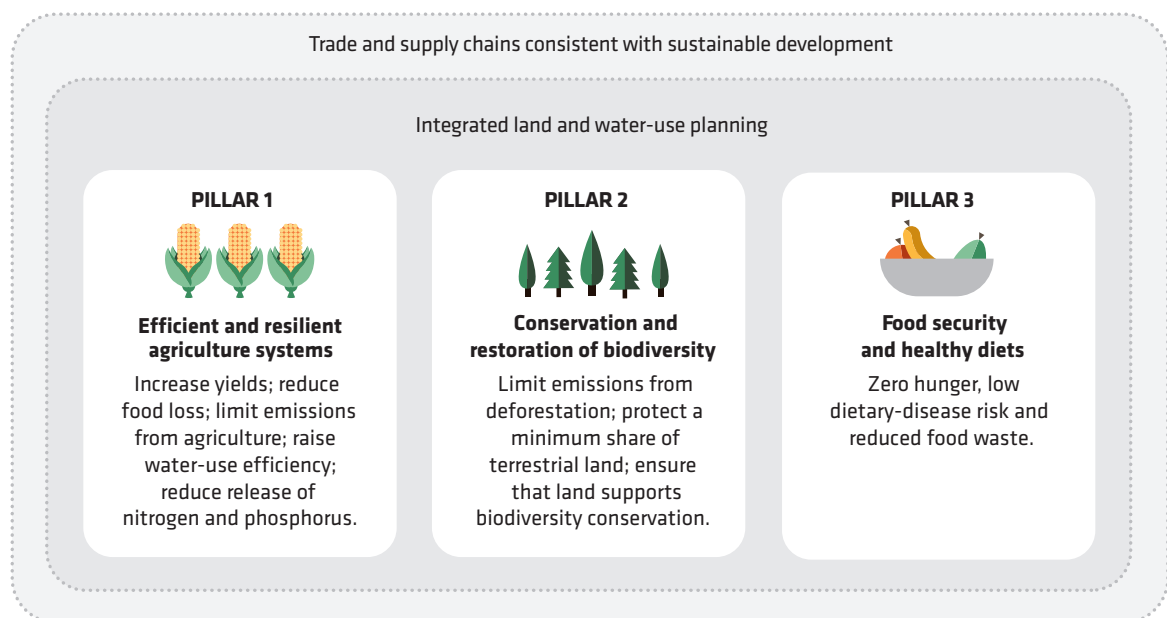 Trade and supply chains consistent with sustainable development
Integrated land and water-use planning
PILLAR 1
Efficient and resilient
agriculture systems
Increase yields; reduce
food loss; limit emissions
from agriculture; raise
water-use efficiency;
reduce release of
nitrogen and phosphorus.
PILLAR 2
Conservation and
restoration of biodiversity
Limit emissions from
deforestation; protect a
minimum share of
terrestrial land; ensure
that land supports
biodiversity conservation.
PILLAR 3
Food security
and healthy diets
Zero hunger, low
dietary-disease risk and
reduced food waste.